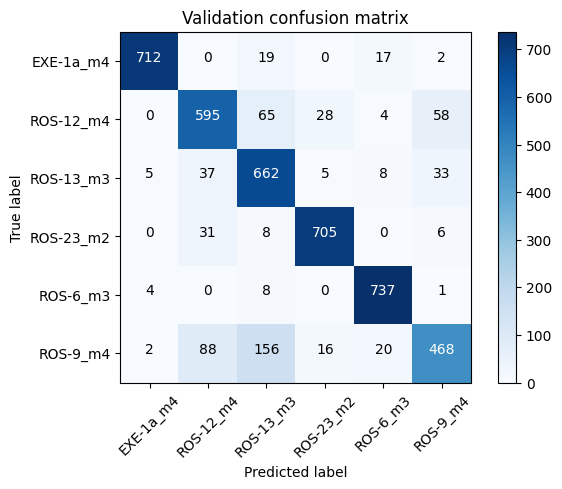 Validation confusion matrix
True label
EXE-1a_m4 712 0 19 0 17 2
ROS-12_m4 0 595 65 28 4 58
ROS-13_m3 5 37 662 5 8 33
ROS-23_m2 0 31 8 705 0 6
ROS-6_m3 4 0 8 0 737 1
ROS-9_m4 2 88 156 16 20 468
EXE-1a_m4 ROS-12_m4 ROS-13_m3 ROS-23_m2 ROS-6_m3 ROS-9_m4
Predicted label
700
600
500
400
300
200
100
0